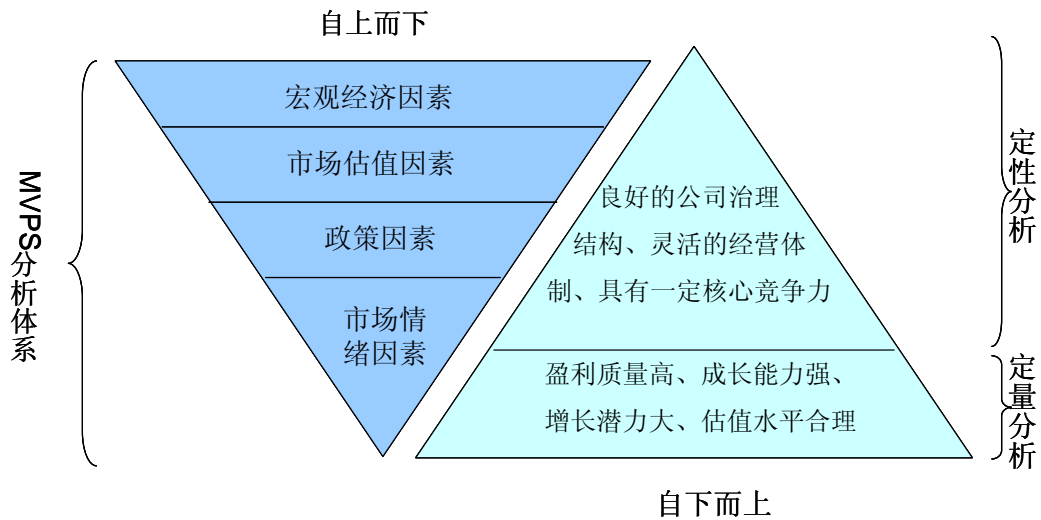 自上而下
MVPS分析体系
宏观经济因素
市场估值因素
政策因素
市场情
绪因素
良好的公司治理
结构、灵活的经营体
制、具有一定核心竞争力
盈利质量高、成长能力强、
增长潜力大、估值水平合理
定性分析
定量分析
自下而上